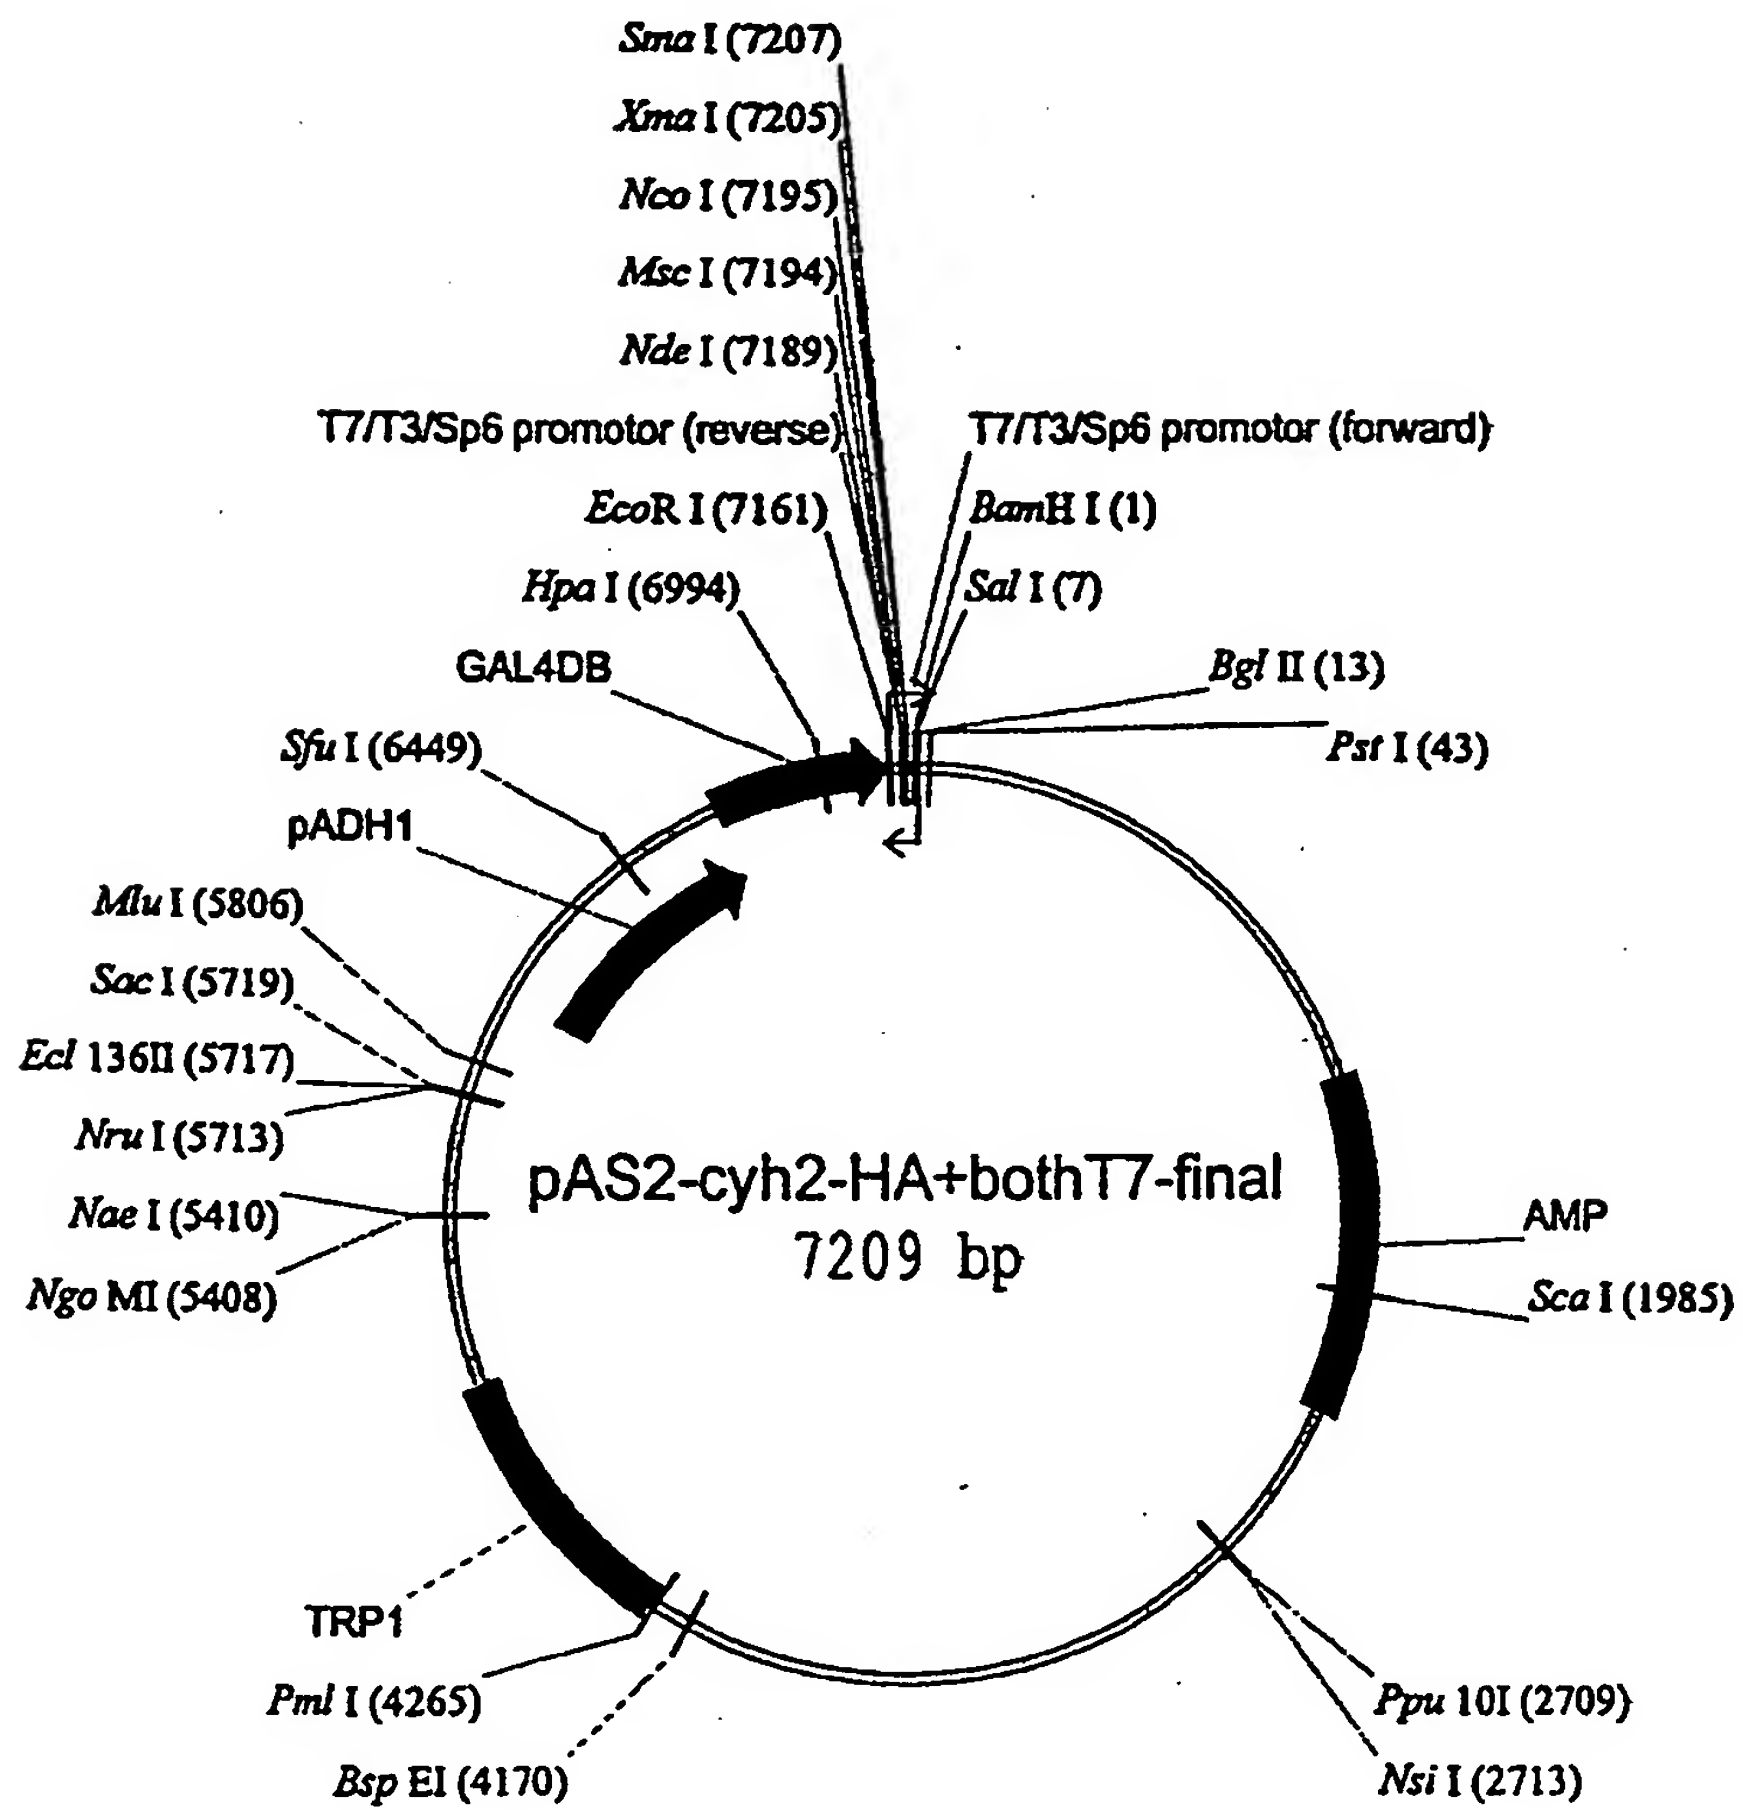 Sma I (7207)
Xma I (7205)
Nco I (7195)
Msc I (7194)
Nde I (7189)
T7/T3/Sp6 promotor (reverse)
T7/T3/Sp6 promotor (forward)
EcoR I (7161)
BamH I (1)
Hpa I (6994)
Sal I (7)
GAL4DB
Bgl II (13)
Sfu I (6449)
Pst I (43)
pADH1
Mlu I (5806)
Sac I (5719)
Ecl 136II (5717)
Nru I (5713)
pAS2-cyh2-HA+bothT7-final
7209 bp
Nae I (5410)
AMP
Ngo MI (5408)
Sca I (1985)
TRP1
Pml I (4265)
Ppu 10I (2709)
Bsp EI (4170)
Nsi I (2713)